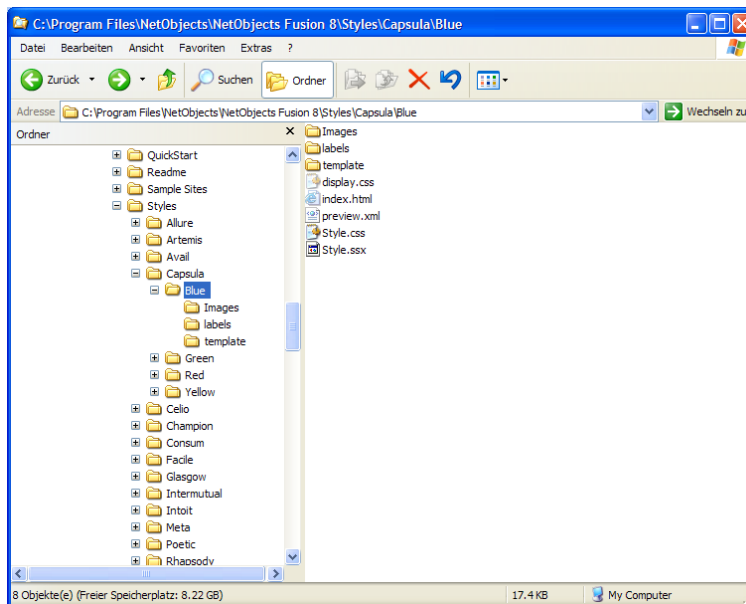 C:\Program Files\NetObjects\NetObjects Fusion 8\Styles\Capsula\Blue
Datei Bearbeiten Ansicht Favoriten Extras ?
Zurück Suchen Ordner
Adresse C:\Program Files\NetObjects\NetObjects Fusion 8\Styles\Capsula\Blue Wechseln zu
Ordner
QuickStart
Readme
Sample Sites
Styles
Allure
Artemis
Avail
Capsula
Blue
Images
labels
template
Green
Red
Yellow
Celio
Champion
Consum
Facile
Glasgow
Intermutual
Intoit
Meta
Poetic
Rhapsody
Images
labels
template
display.css
index.html
preview.xml
Style.css
Style.ssx
8 Objekte(e) (Freier Speicherplatz: 8.22 GB) 17.4 KB My Computer